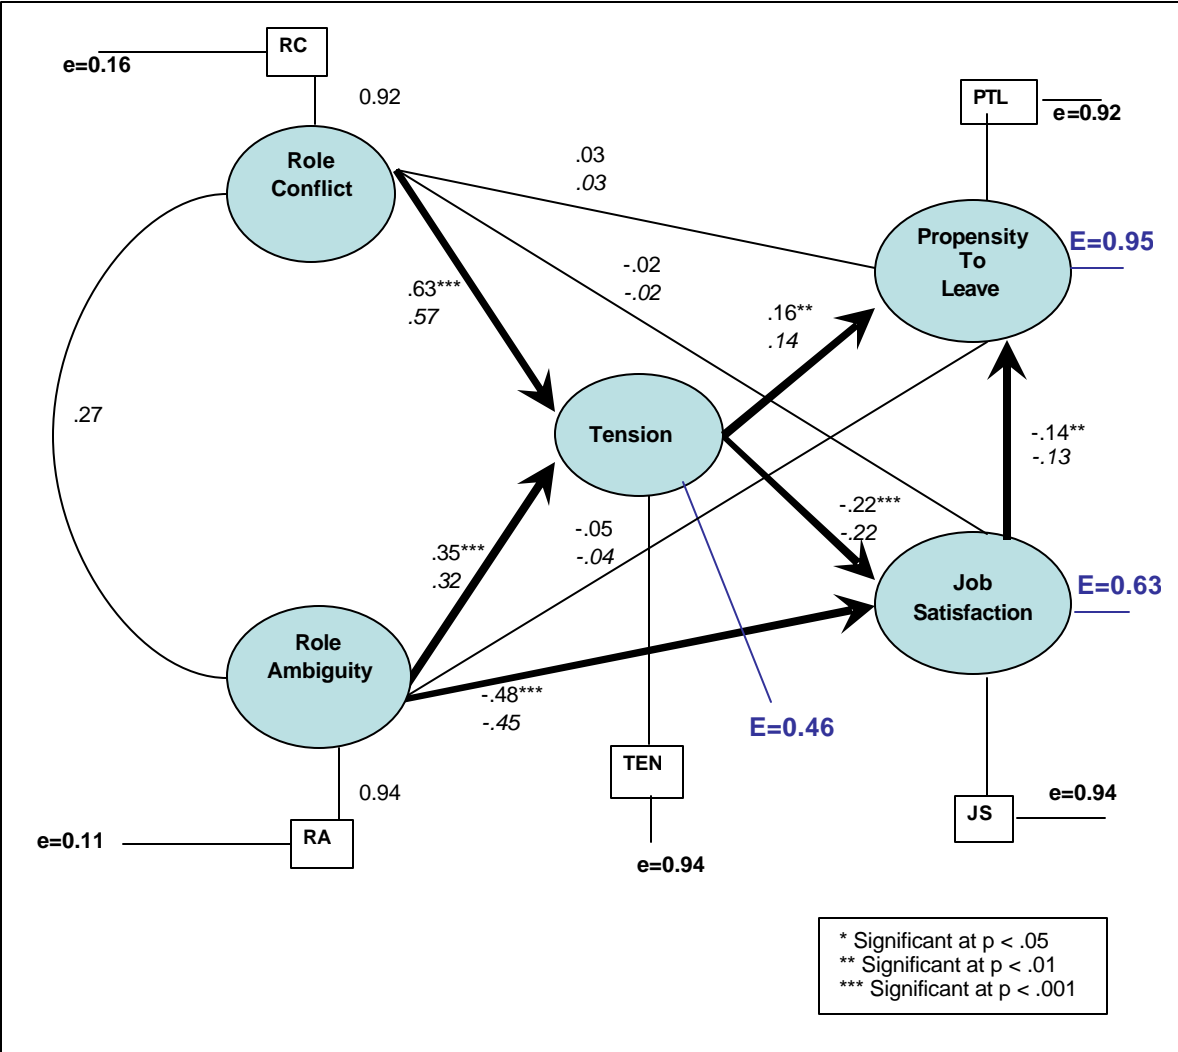 RC
e=0.16
0.92
PTL
e=0.92
Role
Conflict
.03
.03
Propensity
To
Leave
E=0.95
-.02
-.02
.63***
.57
.16**
.14
.27
Tension
-.14**
-.13
-.22***
-.22
-.05
-.04
.35***
.32
Job
Satisfaction
E=0.63
Role
Ambiguity
-.48***
-.45
E=0.46
TEN
0.94
e=0.94
JS
RA
e=0.11
e=0.94
* Significant at p < .05
** Significant at p < .01
*** Significant at p < .001